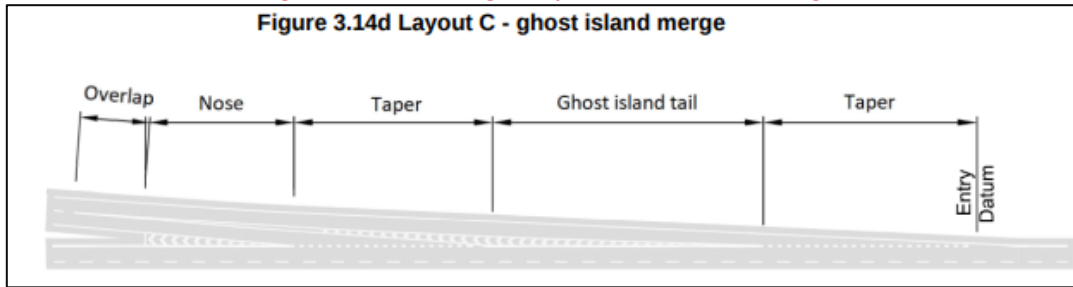 Figure 3.14d Layout C - ghost island merge
Overlap
Nose
Taper
Ghost island tail
Taper
Entry
Datum